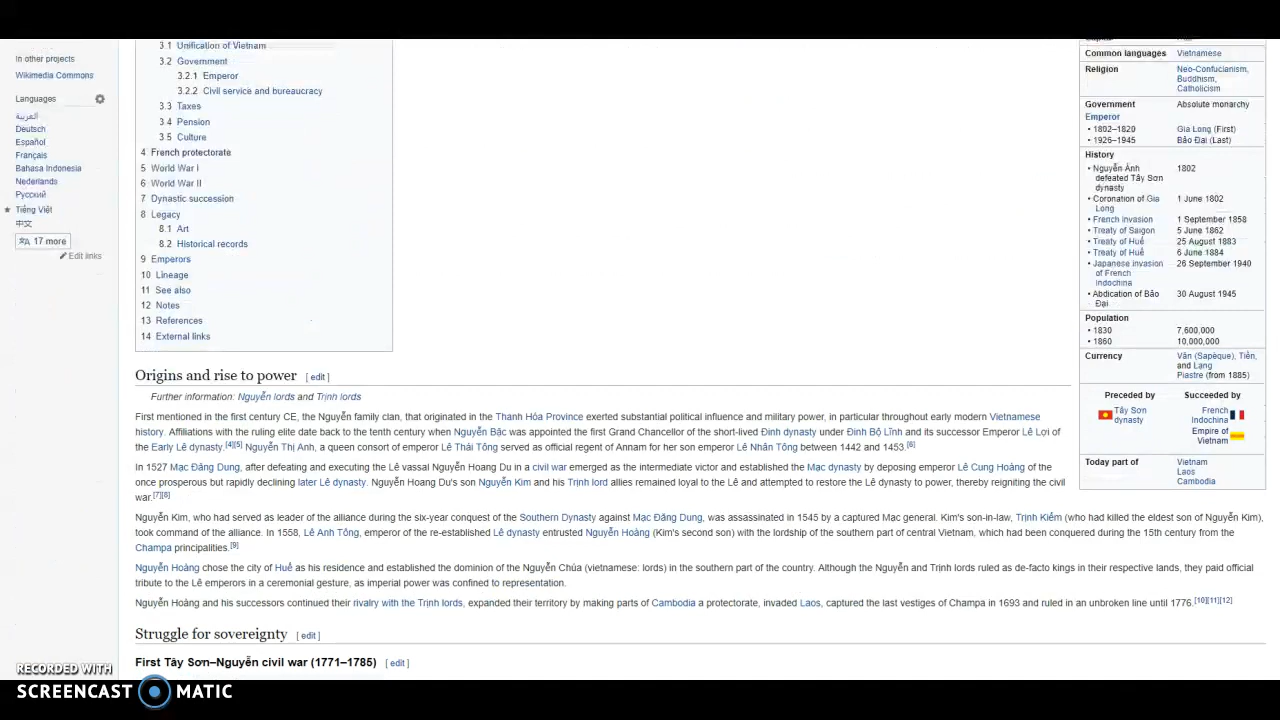 In other projects
Wikimedia Commons
Languages
العربية
Deutsch
Español
Français
Bahasa Indonesia
Nederlands
Русский
Tiếng Việt
中文
17 more
Edit links
3.1 Unification of Vietnam
3.2 Government
3.2.1 Emperor
3.2.2 Civil service and bureaucracy
3.3 Taxes
3.4 Pension
3.5 Culture
4 French protectorate
5 World War I
6 World War II
7 Dynastic succession
8 Legacy
8.1 Art
8.2 Historical records
9 Emperors
10 Lineage
11 See also
12 Notes
13 References
14 External links
Common languages Vietnamese
Religion Neo-Confucianism,
Buddhism,
Catholicism
Government Absolute monarchy
Emperor
• 1802–1820 Gia Long (First)
• 1926–1945 Bảo Đại (Last)
History
• Nguyễn Ánh 1802
defeated Tây Sơn
dynasty
• Coronation of Gia 1 June 1802
Long
• French invasion 1 September 1858
• Treaty of Saigon 5 June 1862
• Treaty of Huế 25 August 1883
• Treaty of Huế 6 June 1884
• Japanese invasion 26 September 1940
of French
Indochina
• Abdication of Bảo 30 August 1945
Đại
Population
• 1830 7,600,000
• 1860 10,000,000
Currency Văn (Sapèque), Tiền,
and Lạng
Piastre (from 1885)
Preceded by Succeeded by
Tây Sơn French
dynasty Indochina
Empire of
Vietnam
Today part of Vietnam
Laos
Cambodia
Origins and rise to power [ edit ]
Further information: Nguyễn lords and Trịnh lords
First mentioned in the first century CE, the Nguyễn family clan, that originated in the Thanh Hóa Province exerted substantial political influence and military power, in particular throughout early modern Vietnamese
history. Affiliations with the ruling elite date back to the tenth century when Nguyễn Bặc was appointed the first Grand Chancellor of the short-lived Đinh dynasty under Đinh Bộ Lĩnh and its successor Emperor Lê Lợi of
the Early Lê dynasty.[4][5] Nguyễn Thị Anh, a queen consort of emperor Lê Thái Tông served as official regent of Annam for her son emperor Lê Nhân Tông between 1442 and 1453.[6]
In 1527 Mạc Đăng Dung, after defeating and executing the Lê vassal Nguyễn Hoang Du in a civil war emerged as the intermediate victor and established the Mạc dynasty by deposing emperor Lê Cung Hoàng of the
once prosperous but rapidly declining later Lê dynasty. Nguyễn Hoang Du's son Nguyễn Kim and his Trịnh lord allies remained loyal to the Lê and attempted to restore the Lê dynasty to power, thereby reigniting the civil
war.[7][8]
Nguyễn Kim, who had served as leader of the alliance during the six-year conquest of the Southern Dynasty against Mạc Đăng Dung, was assassinated in 1545 by a captured Mạc general. Kim's son-in-law, Trịnh Kiểm (who had killed the eldest son of Nguyễn Kim),
took command of the alliance. In 1558, Lê Anh Tông, emperor of the re-established Lê dynasty entrusted Nguyễn Hoàng (Kim's second son) with the lordship of the southern part of central Vietnam, which had been conquered during the 15th century from the
Champa principalities.[9]
Nguyễn Hoàng chose the city of Huế as his residence and established the dominion of the Nguyễn Chúa (vietnamese: lords) in the southern part of the country. Although the Nguyễn and Trịnh lords ruled as de-facto kings in their respective lands, they paid official
tribute to the Lê emperors in a ceremonial gesture, as imperial power was confined to representation.
Nguyễn Hoàng and his successors continued their rivalry with the Trịnh lords, expanded their territory by making parts of Cambodia a protectorate, invaded Laos, captured the last vestiges of Champa in 1693 and ruled in an unbroken line until 1776.[10][11][12]
Struggle for sovereignty [ edit ]
First Tây Sơn–Nguyễn civil war (1771–1785) [ edit ]
RECORDED WITH
SCREENCAST MATIC